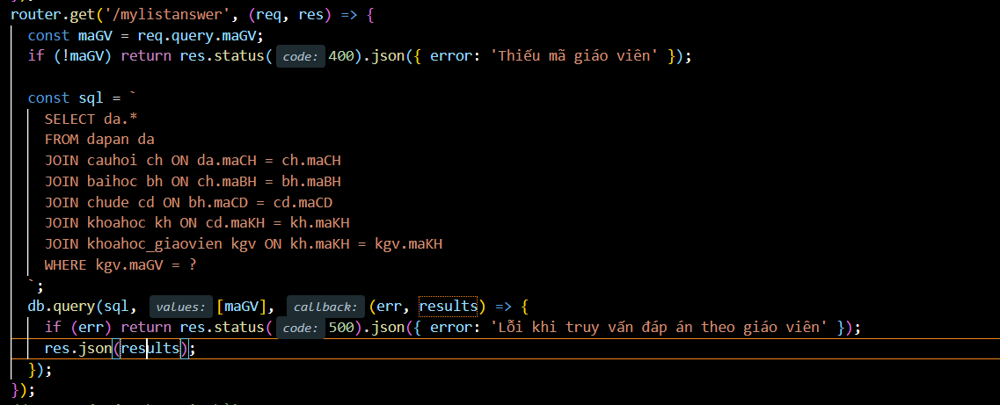 router.get('/mylistanswer', (req, res) => {
const maGV = req.query.maGV;
if (!maGV) return res.status( code: 400).json({ error: 'Thiếu mã giáo viên' });
const sql = `
SELECT da.*
FROM dapan da
JOIN cauhoi ch ON da.maCH = ch.maCH
JOIN baihoc bh ON ch.maBH = bh.maBH
JOIN chude cd ON bh.maCD = cd.maCD
JOIN khoahoc kh ON cd.maKH = kh.maKH
JOIN khoahoc_giaovien kgv ON kh.maKH = kgv.maKH
WHERE kgv.maGV = ?
`;
db.query(sql, values: [maGV], callback: (err, results) => {
if (err) return res.status( code: 500).json({ error: 'Lỗi khi truy vấn đáp án theo giáo viên' });
res.json(results);
});
});